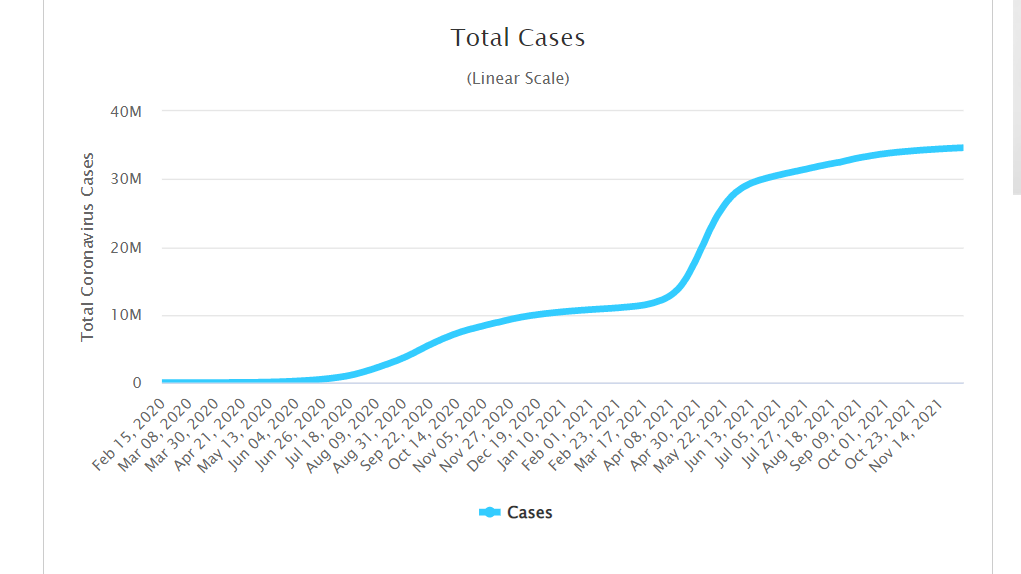 Total Cases
(Linear Scale)
Total Coronavirus Cases
40M
30M
20M
10M
0
Feb 15, 2020
Mar 08, 2020
Mar 30, 2020
Apr 21, 2020
May 13, 2020
Jun 04, 2020
Jun 26, 2020
Jul 18, 2020
Aug 09, 2020
Aug 31, 2020
Sep 22, 2020
Oct 14, 2020
Nov 05, 2020
Nov 27, 2020
Dec 19, 2020
Jan 10, 2021
Feb 01, 2021
Feb 23, 2021
Mar 17, 2021
Apr 08, 2021
Apr 30, 2021
May 22, 2021
Jun 13, 2021
Jul 05, 2021
Jul 27, 2021
Aug 18, 2021
Sep 09, 2021
Oct 01, 2021
Oct 23, 2021
Nov 14, 2021
Cases